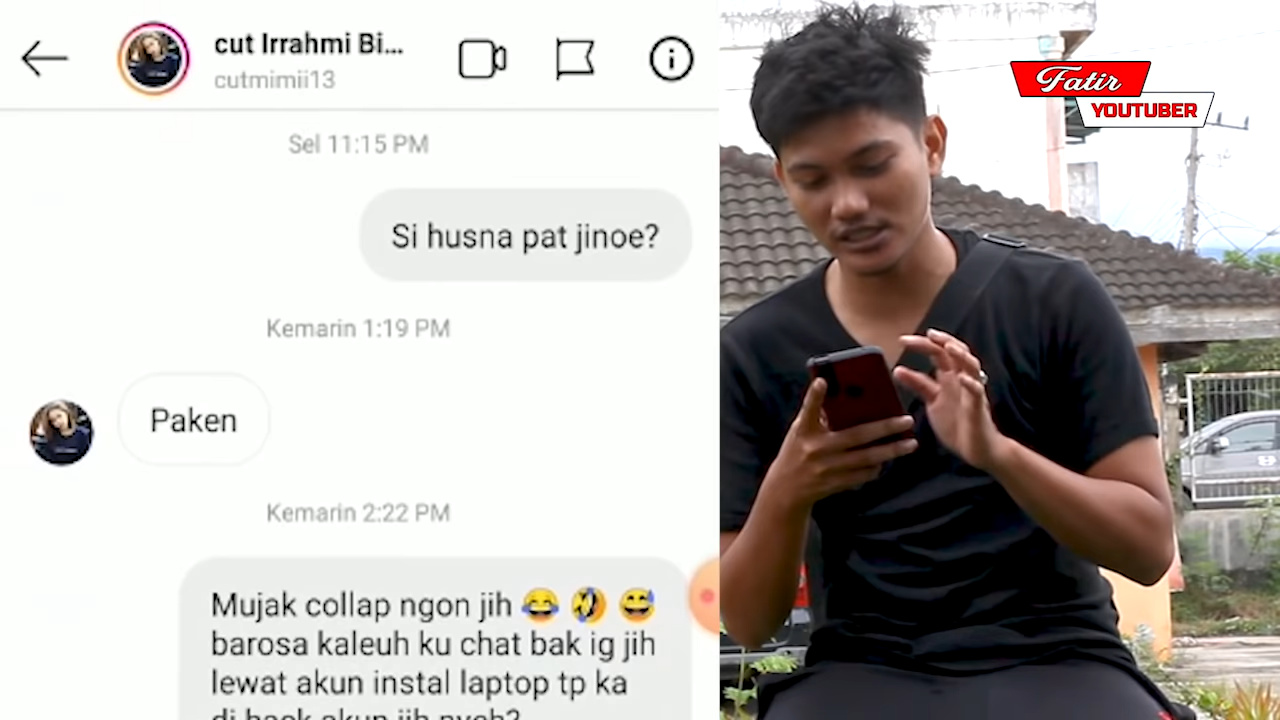 cut Irrahmi Bi...
cutmimii13
Sel 11:15 PM
Si husna pat jinoe?
Kemarin 1:19 PM
Paken
Kemarin 2:22 PM
Mujak collap ngon jih 😂 🤣 😅
barosa kaleuh ku chat bak ig jih
lewat akun instal laptop tp ka
di hack akun jih nyeh?
Fatir
YOUTUBER